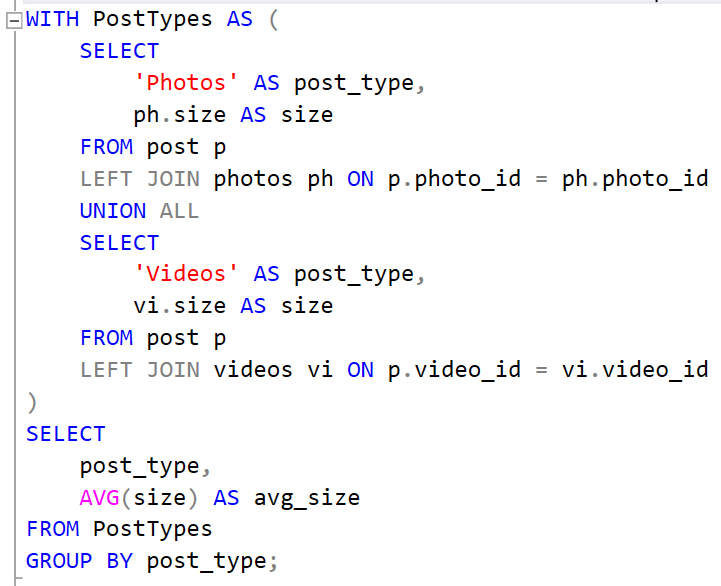 WITH PostTypes AS (
    SELECT
        'Photos' AS post_type,
        ph.size AS size
    FROM post p
    LEFT JOIN photos ph ON p.photo_id = ph.photo_id
    UNION ALL
    SELECT
        'Videos' AS post_type,
        vi.size AS size
    FROM post p
    LEFT JOIN videos vi ON p.video_id = vi.video_id
)
SELECT
    post_type,
    AVG(size) AS avg_size
FROM PostTypes
GROUP BY post_type;